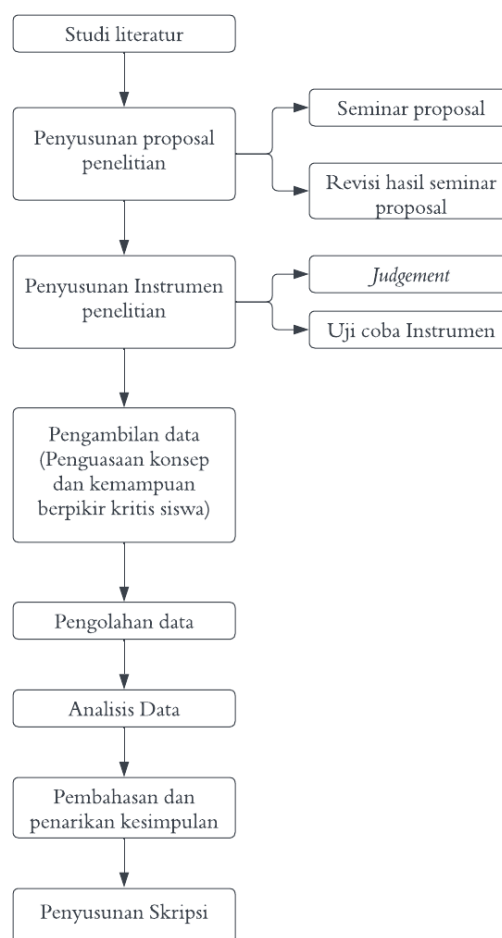 Studi literatur
Penyusunan proposal
penelitian
Seminar proposal
Revisi hasil seminar
proposal
Penyusunan Instrumen
penelitian
Judgement
Uji coba Instrumen
Pengambilan data
(Penguasaan konsep
dan kemampuan
berpikir kritis siswa)
Pengolahan data
Analisis Data
Pembahasan dan
penarikan kesimpulan
Penyusunan Skripsi